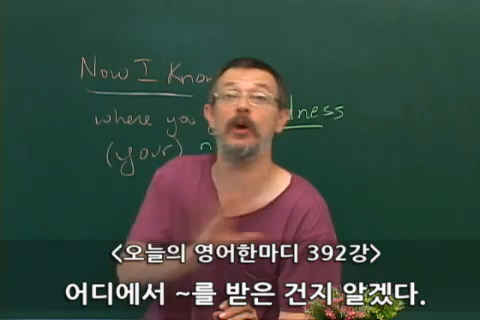 Now I Know
where you
(your)
<오늘의 영어한마디 392강>
어디에서 ~를 받은 건지 알겠다.